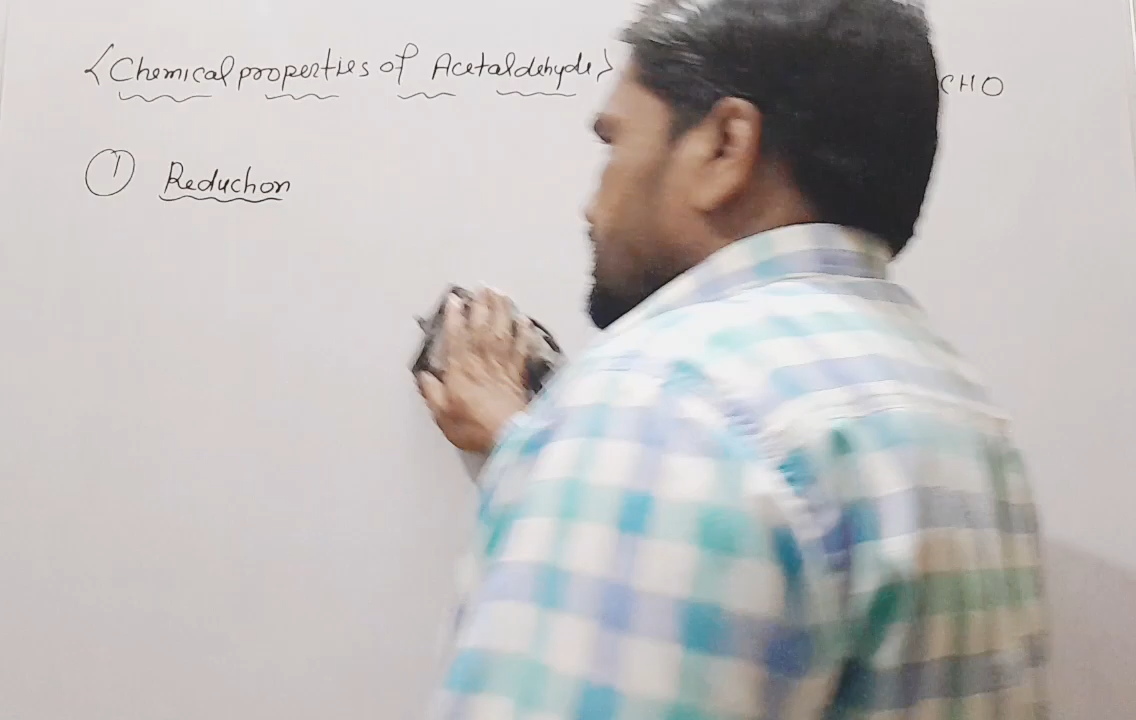 <Chemical properties of Acetaldehyde> CHO
① Reduction